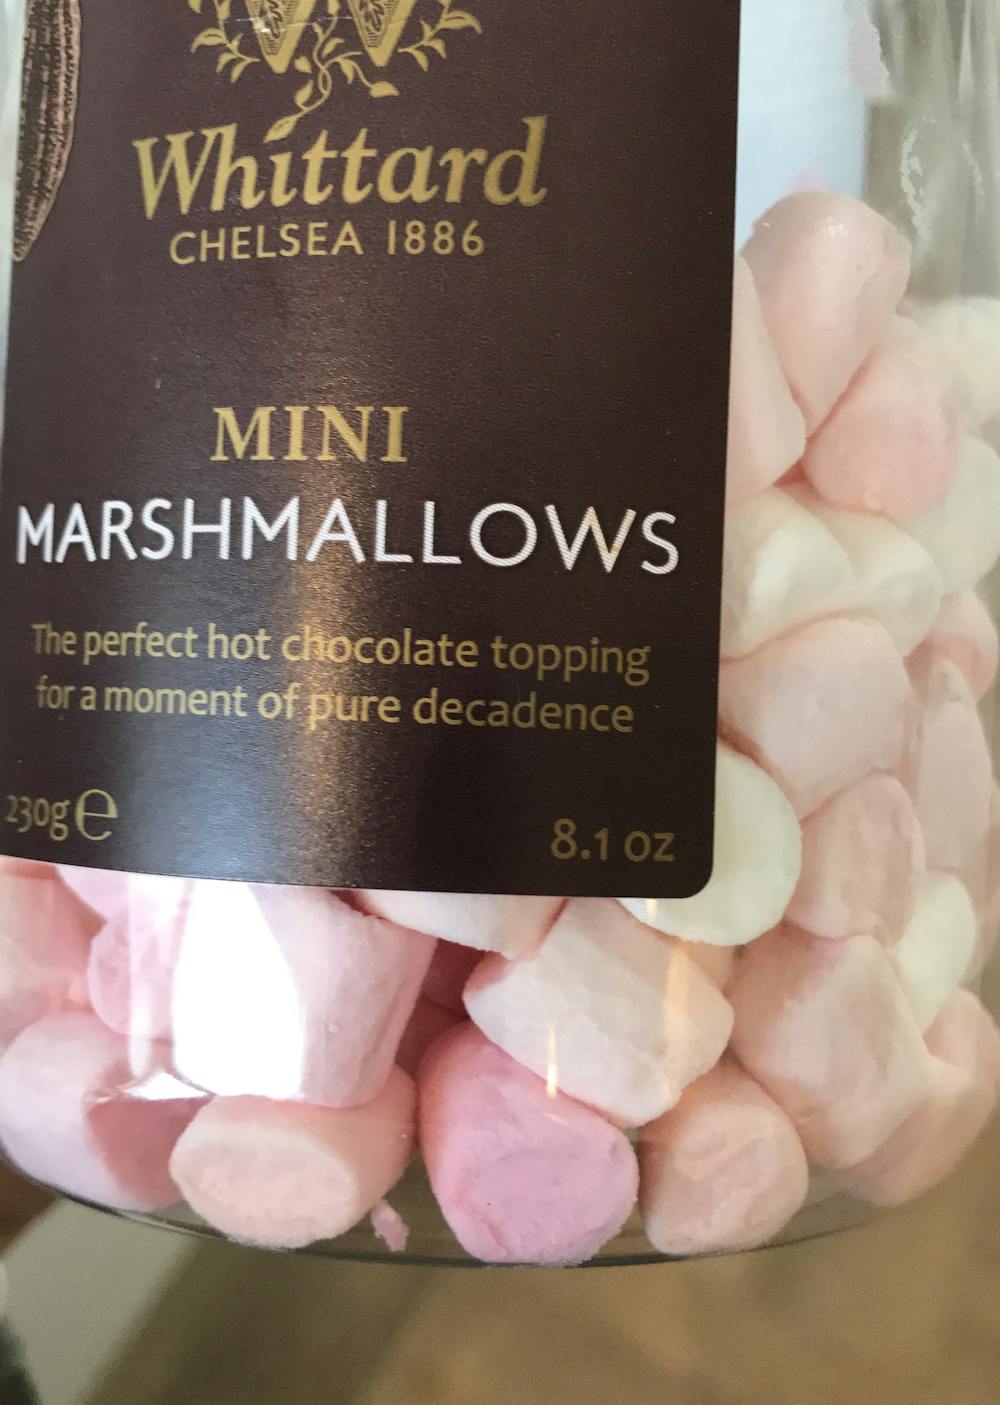 Whittard
CHELSEA 1886
MINI
MARSHMALLOWS
The perfect hot chocolate topping
for a moment of pure decadence
230g ℮
8.1 oz